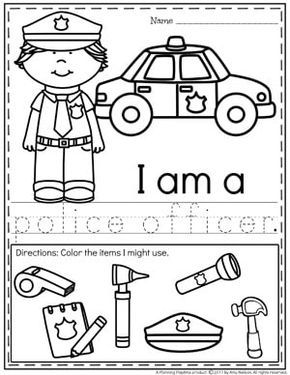 Name
I am a
police officer.
Directions: Color the items I might use.